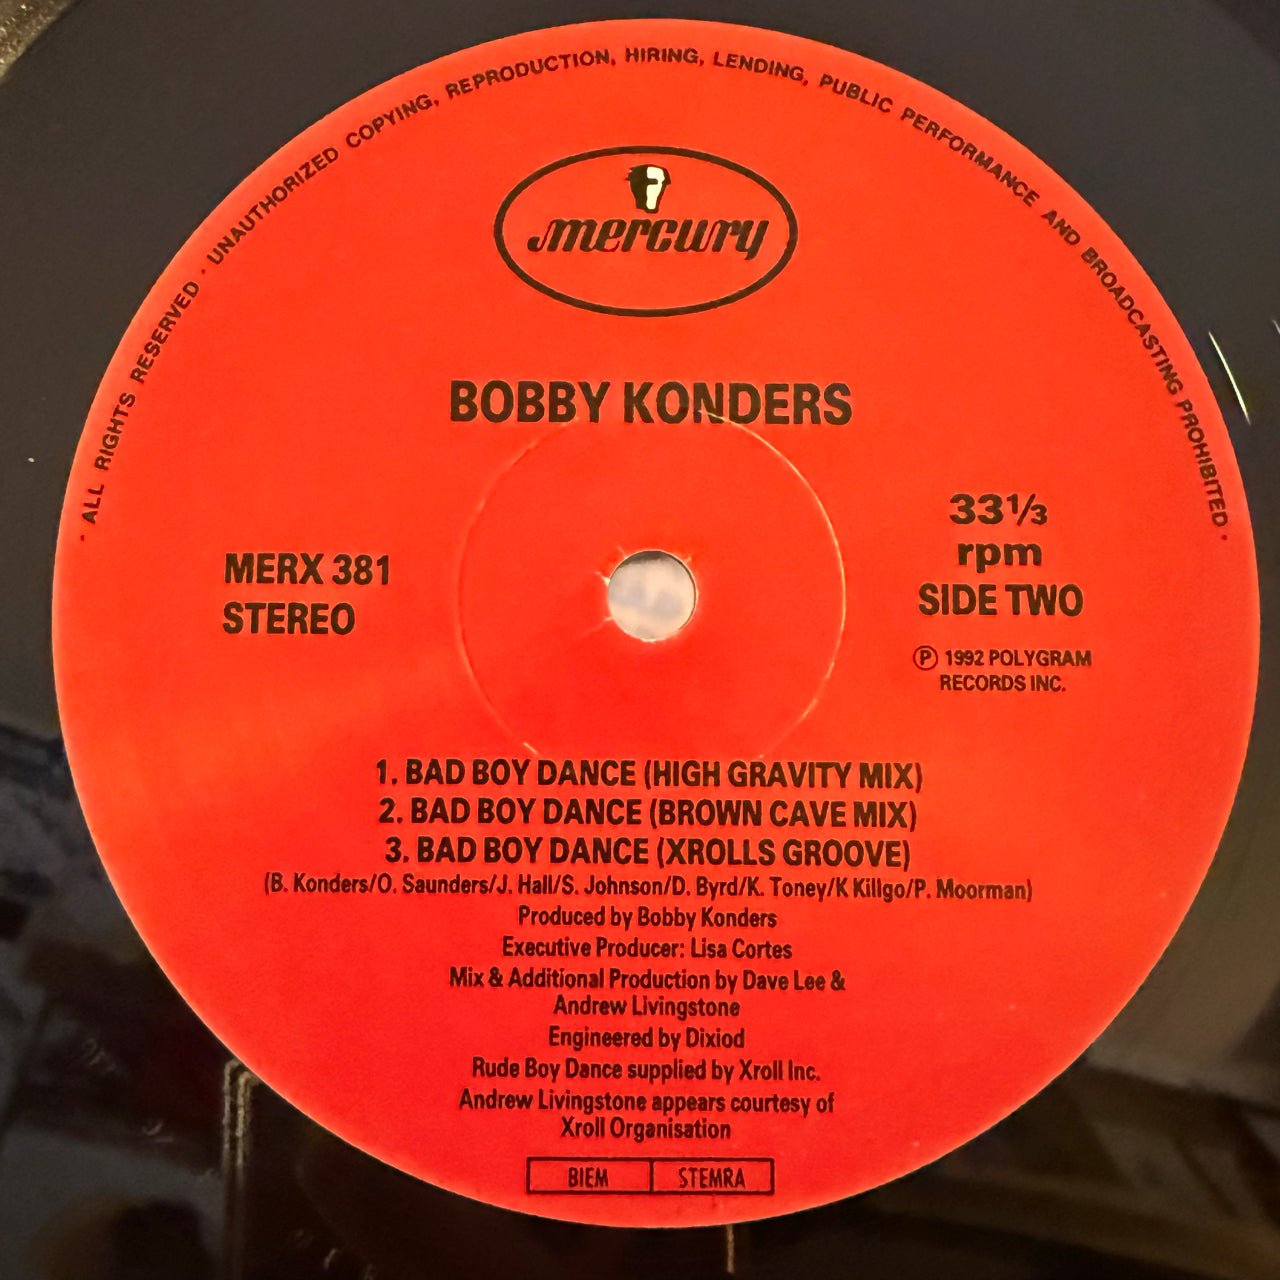 · ALL RIGHTS RESERVED · UNAUTHORIZED COPYING, REPRODUCTION, HIRING, LENDING, PUBLIC PERFORMANCE AND BROADCASTING PROHIBITED ·
mercury
BOBBY KONDERS
MERX 381
STEREO
33⅓
rpm
SIDE TWO
℗ 1992 POLYGRAM
RECORDS INC.
1. BAD BOY DANCE (HIGH GRAVITY MIX)
2. BAD BOY DANCE (BROWN CAVE MIX)
3. BAD BOY DANCE (XROLLS GROOVE)
(B. Konders/O. Saunders/J. Hall/S. Johnson/D. Byrd/K. Toney/K Killgo/P. Moorman)
Produced by Bobby Konders
Executive Producer: Lisa Cortes
Mix & Additional Production by Dave Lee &
Andrew Livingstone
Engineered by Dixiod
Rude Boy Dance supplied by Xroll Inc.
Andrew Livingstone appears courtesy of
Xroll Organisation
BIEM STEMRA